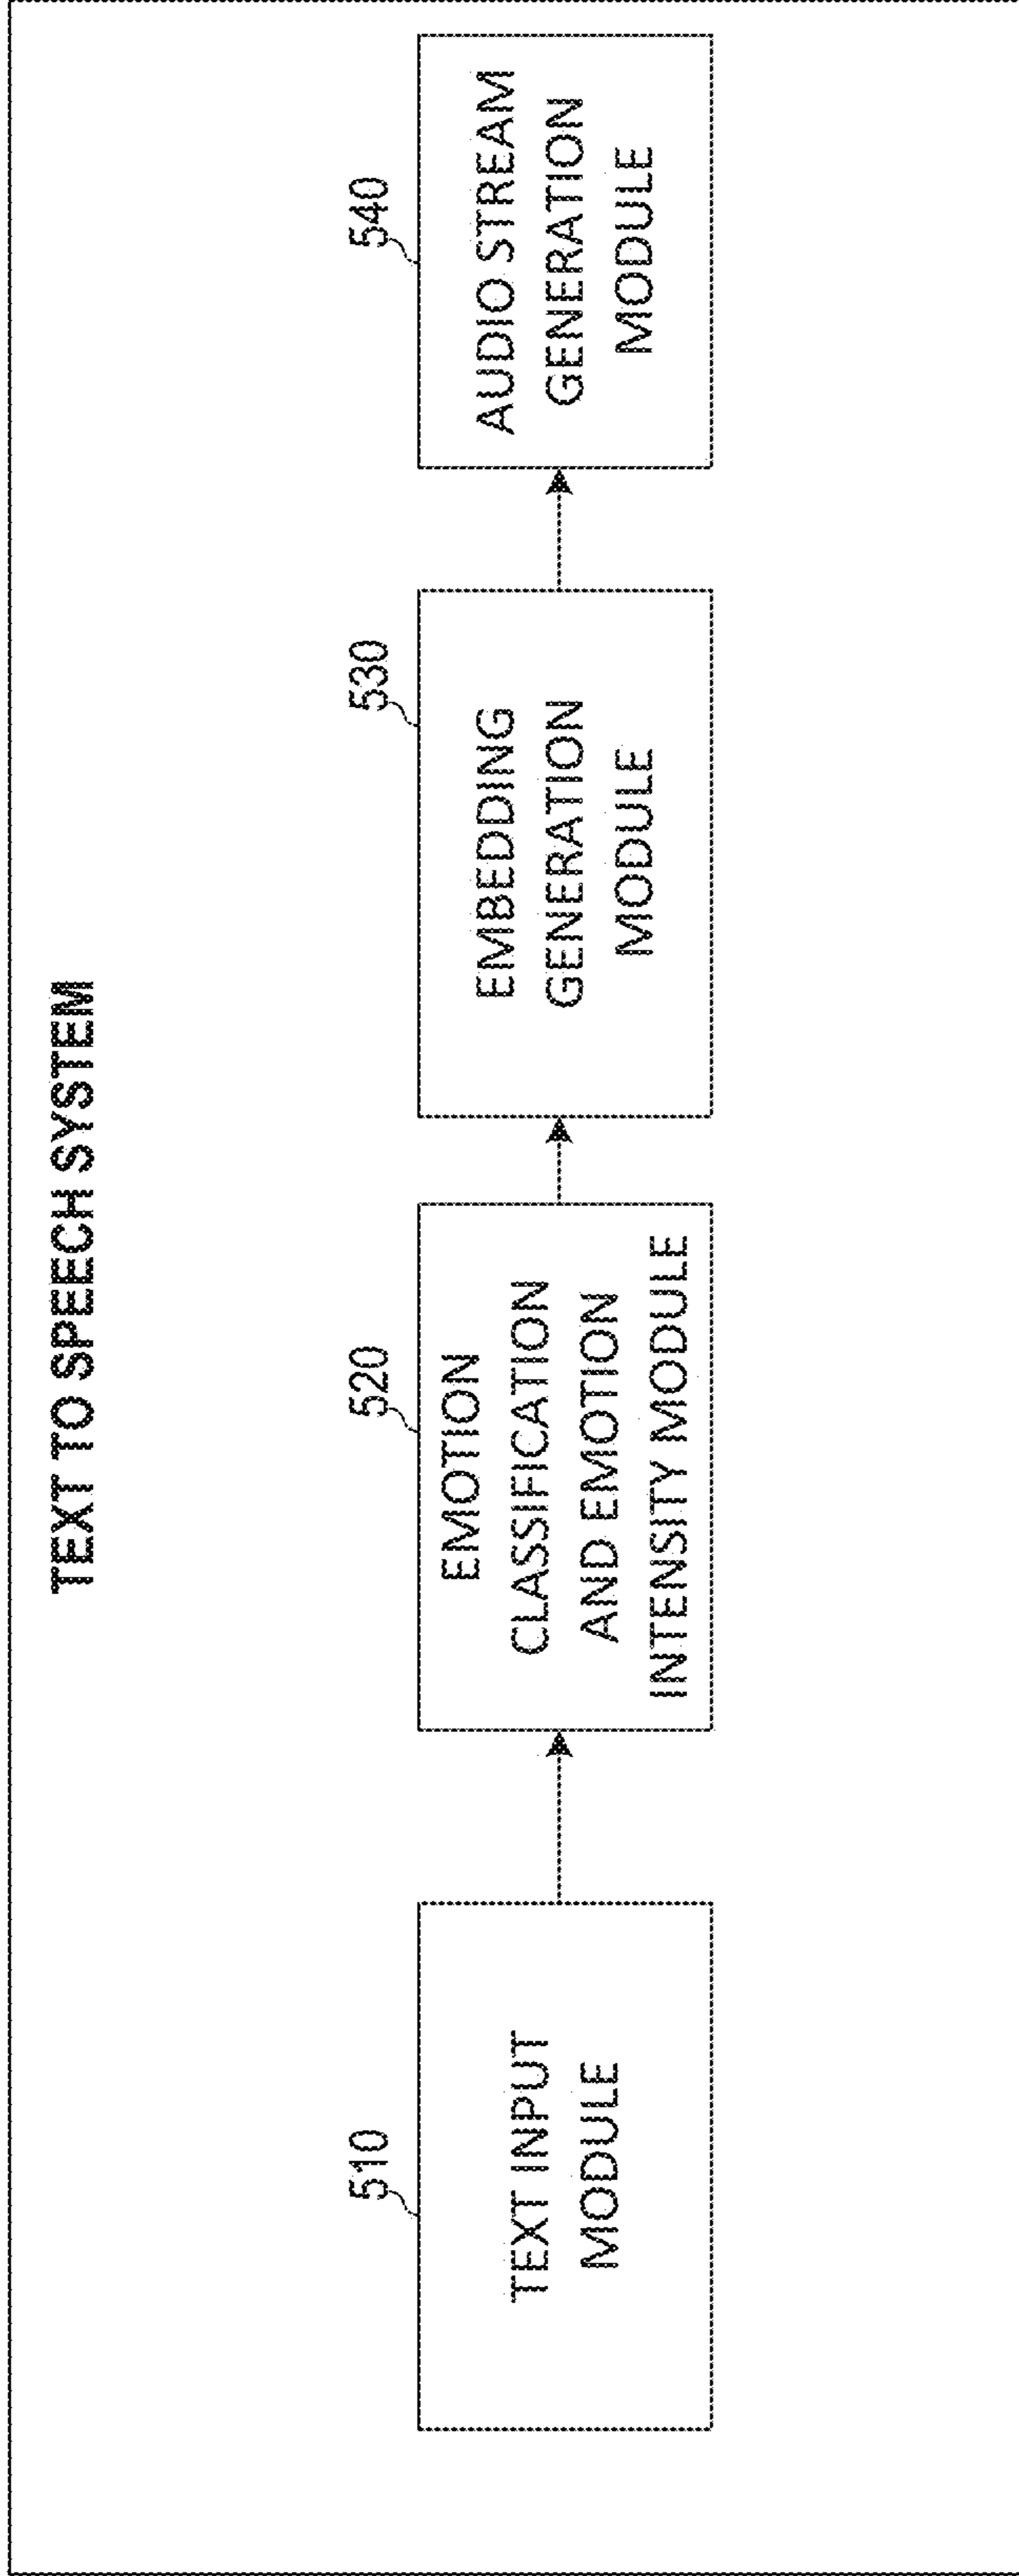 TEXT TO SPEECH SYSTEM
510
TEXT INPUT
MODULE
520
EMOTION
CLASSIFICATION
AND EMOTION
INTENSITY MODULE
530
EMBEDDING
GENERATION
MODULE
540
AUDIO STREAM
GENERATION
MODULE